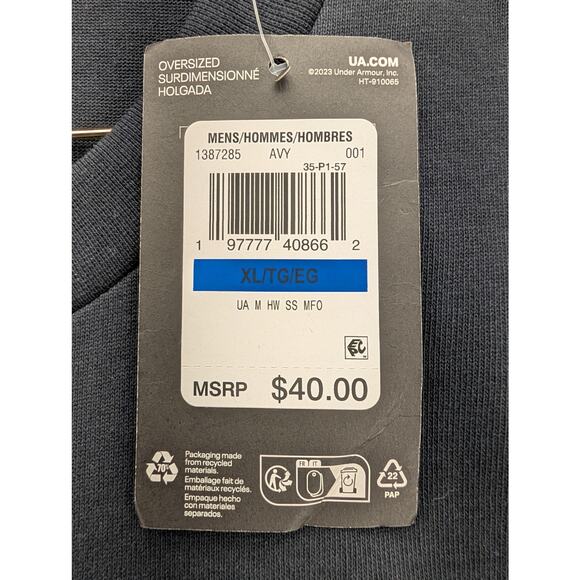 OVERSIZED
SURDIMENSIONNÉ
HOLGADA
UA.COM
©2023 Under Armour, Inc.
HT-910065
MENS/HOMMES/HOMBRES
1387285 AVY 001
35-P1-57
1 97777 40866 2
XL/TG/EG
UA M HW SS MFO
MSRP $40.00
70%
Packaging made
from recycled
materials.
Emballage fait de
matériaux recyclés.
Empaque hecho
con materiales
separados.
FR IT
22
PAP